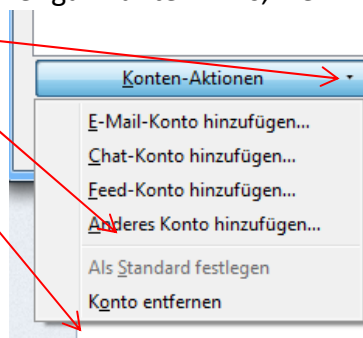 Konten-Aktionen
E-Mail-Konto hinzufügen...
Chat-Konto hinzufügen...
Feed-Konto hinzufügen...
Anderes Konto hinzufügen...
Als Standard festlegen
Konto entfernen